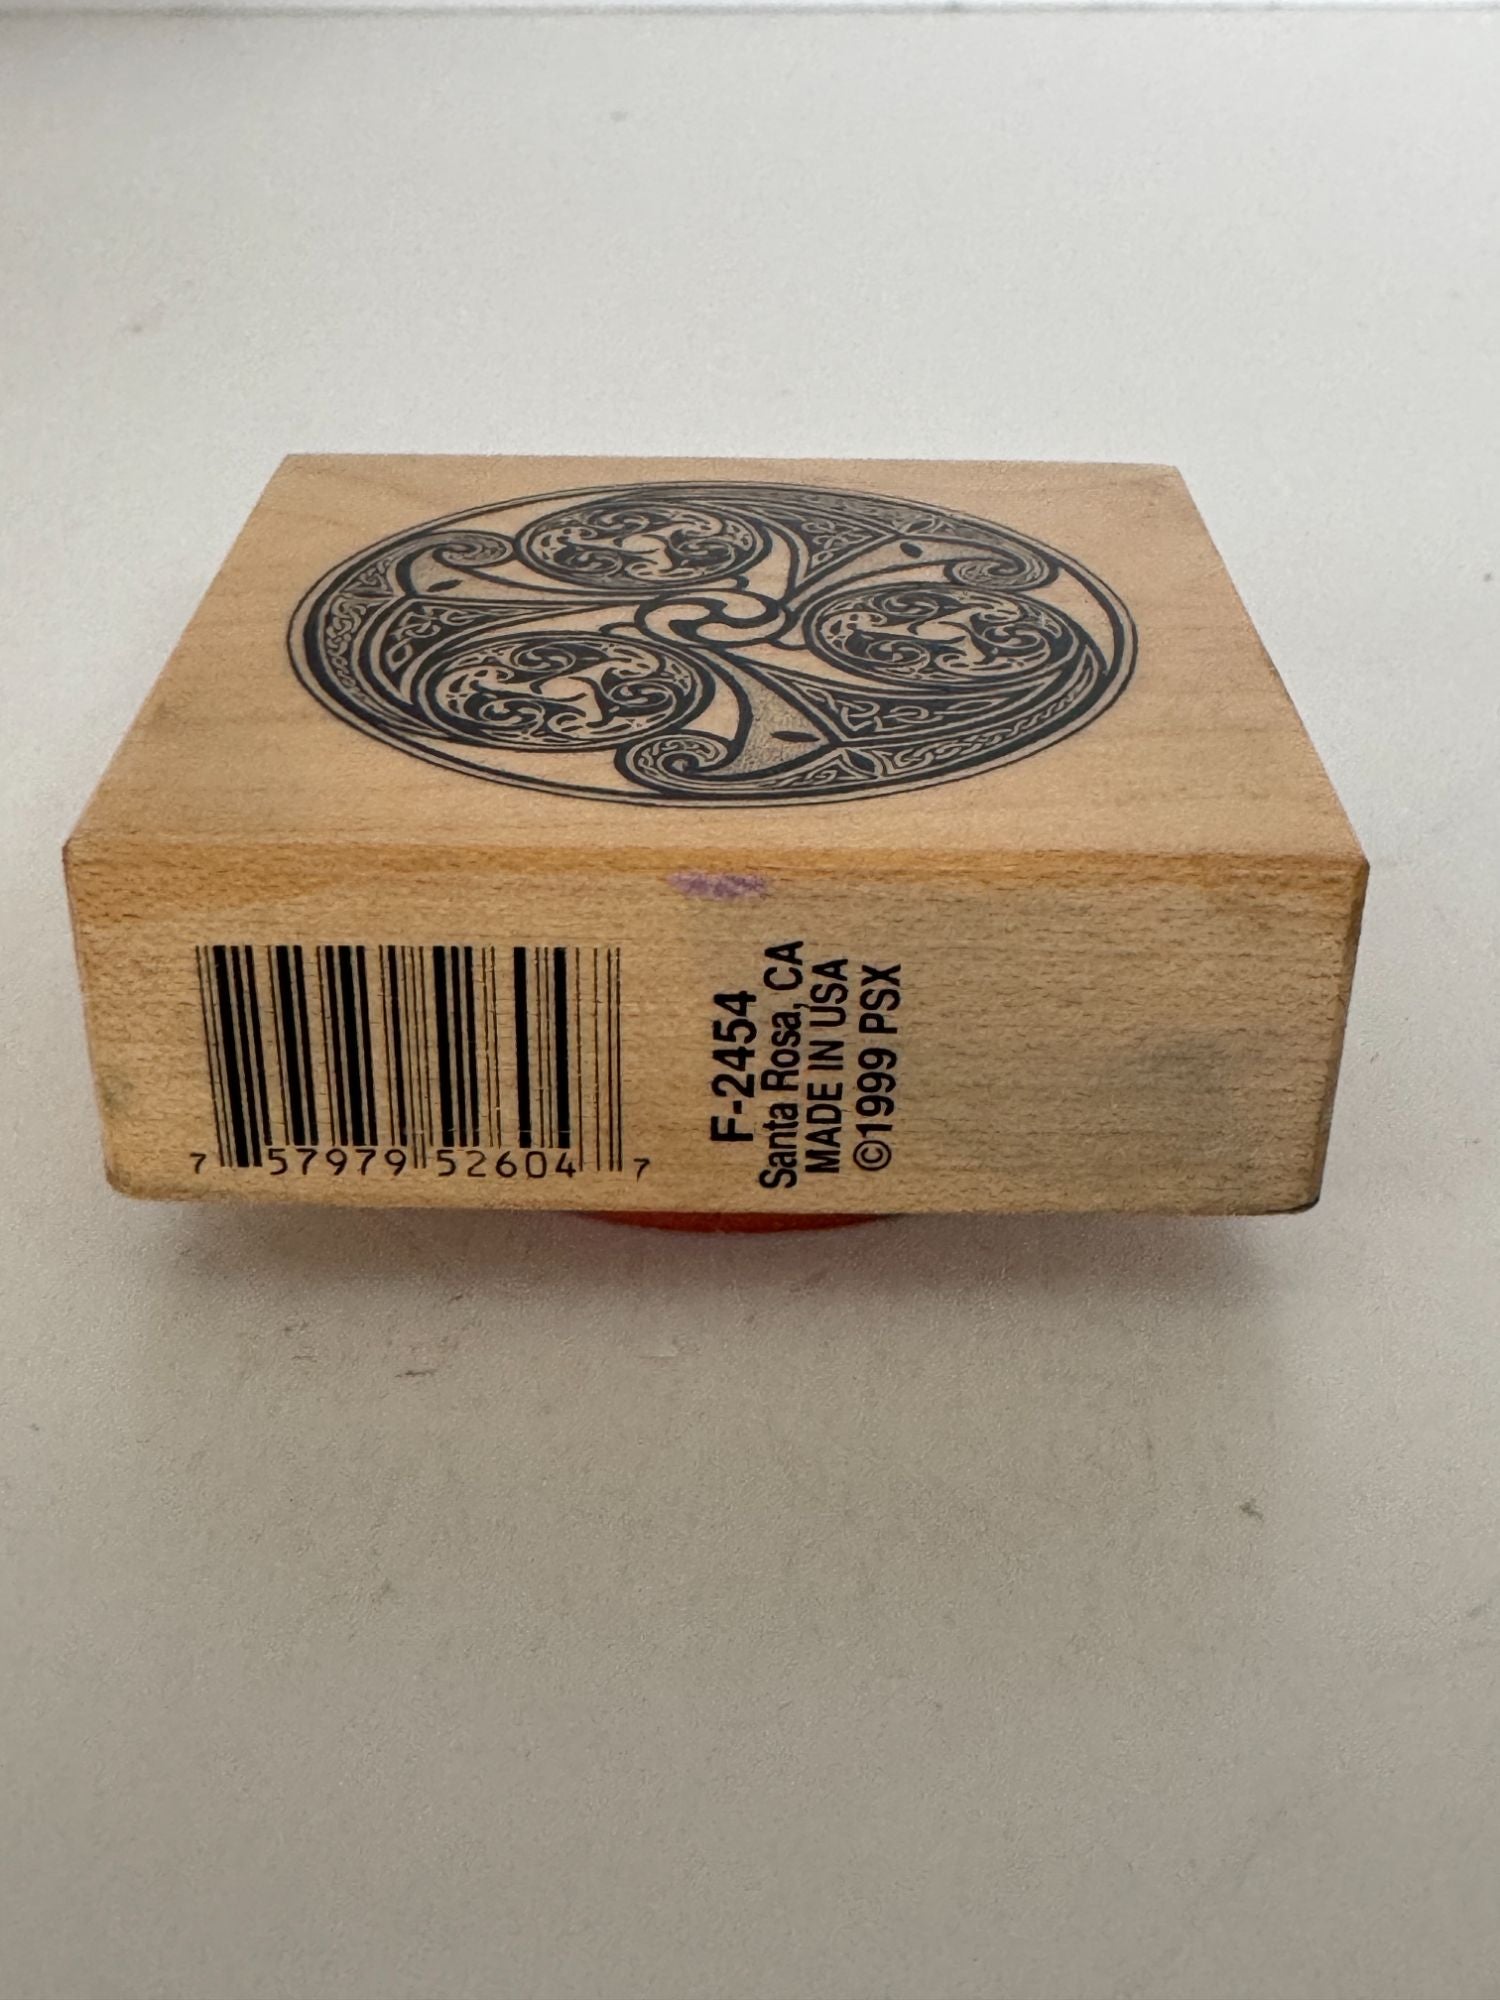 7 57979 52604 7
F-2454
Santa Rosa, CA
MADE IN USA
©1999 PSX